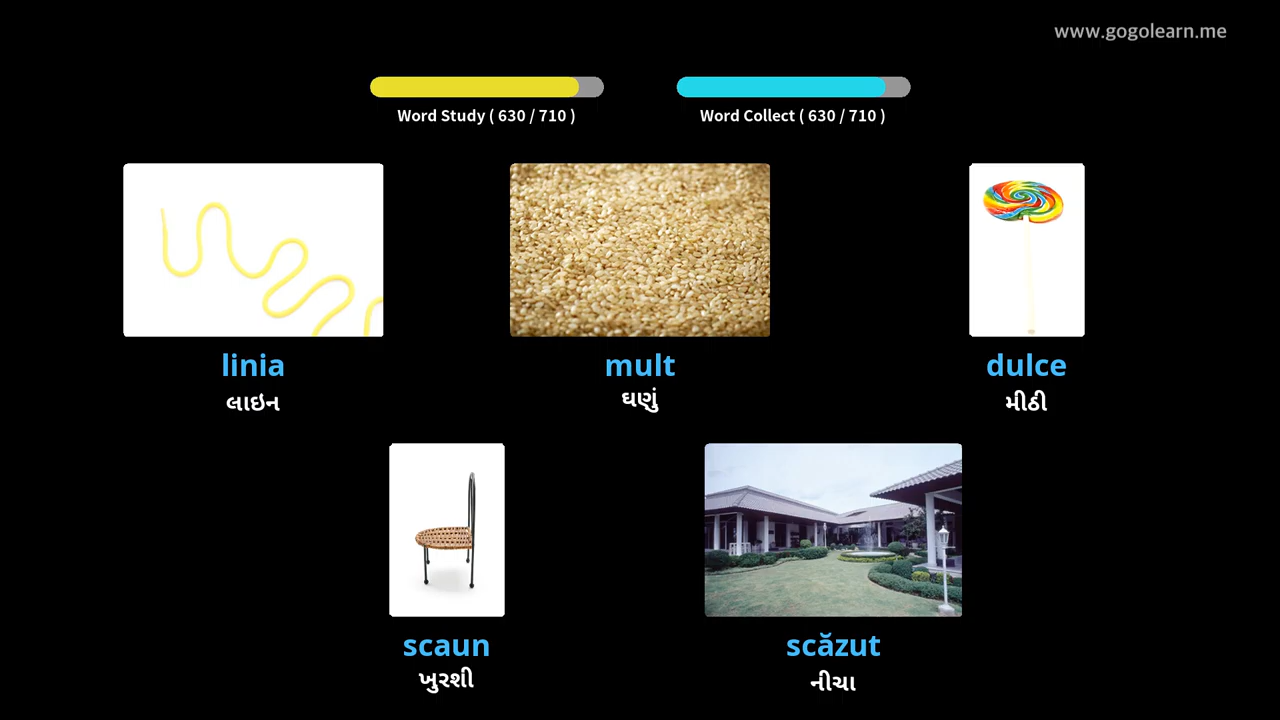 www.gogolearn.me
Word Study ( 630 / 710 )
Word Collect ( 630 / 710 )
linia
mult
dulce
લાઇન
ઘણું
મીઠી
scaun
scăzut
ખુરશી
નીચા